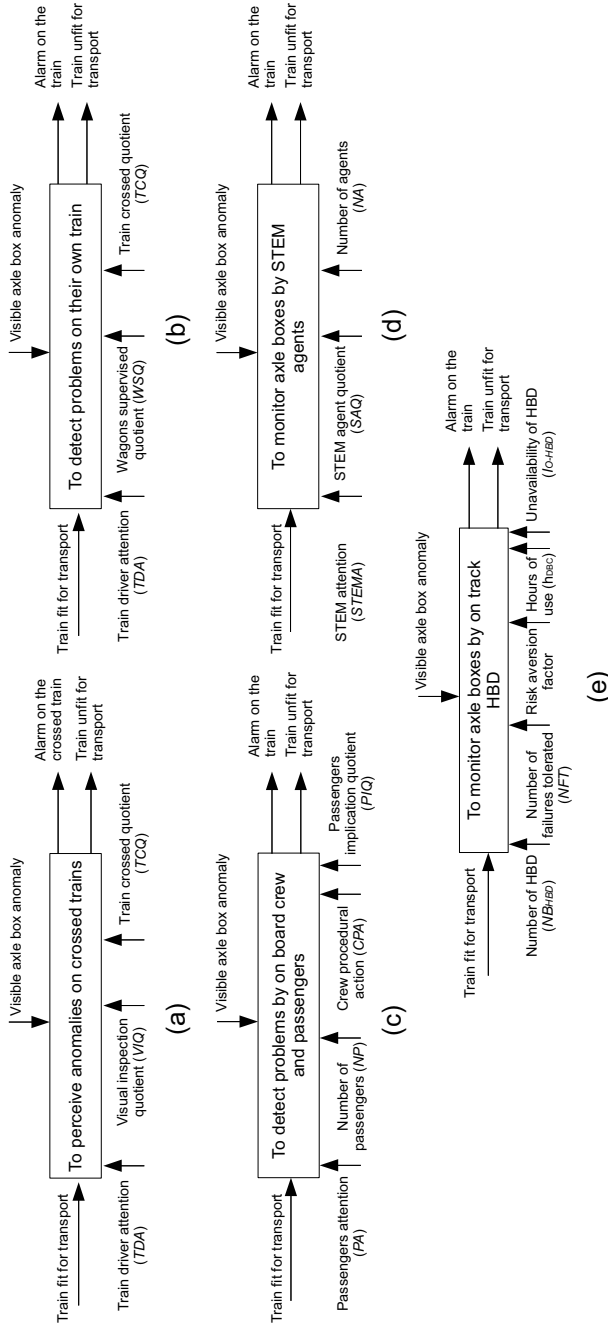 Visible axle box anomaly
Train fit for transport
To perceive anomalies on crossed trains
Alarm on the
crossed train
Train unfit for
transport
Train driver attention
(TDA)
Visual inspection
quotient (VIQ)
Train crossed quotient
(TCQ)
(a)
Visible axle box anomaly
Train fit for transport
To detect problems on their own train
Alarm on the
train
Train unfit for
transport
Train driver attention
(TDA)
Wagons supervised
quotient (WSQ)
Train crossed quotient
(TCQ)
(b)
Visible axle box anomaly
Train fit for transport
To detect problems by on board crew
and passengers
Alarm on the
train
Train unfit for
transport
Passengers attention
(PA)
Number of
passengers (NP)
Crew procedural
action (CPA)
Passengers
implication quotient
(PIQ)
(c)
Visible axle box anomaly
Train fit for transport
To monitor axle boxes by STEM
agents
Alarm on the
train
Train unfit for
transport
STEM attention
(STEMA)
STEM agent quotient
(SAQ)
Number of agents
(NA)
(d)
Visible axle box anomaly
Train fit for transport
To monitor axle boxes by on track
HBD
Alarm on the
train
Train unfit for
transport
Number of HBD
(NBHBD)
Number of
failures tolerated
(NFT)
Risk aversion
factor
Hours of
use (hDBC)
Unavailability of HBD
(IO-HBD)
(e)